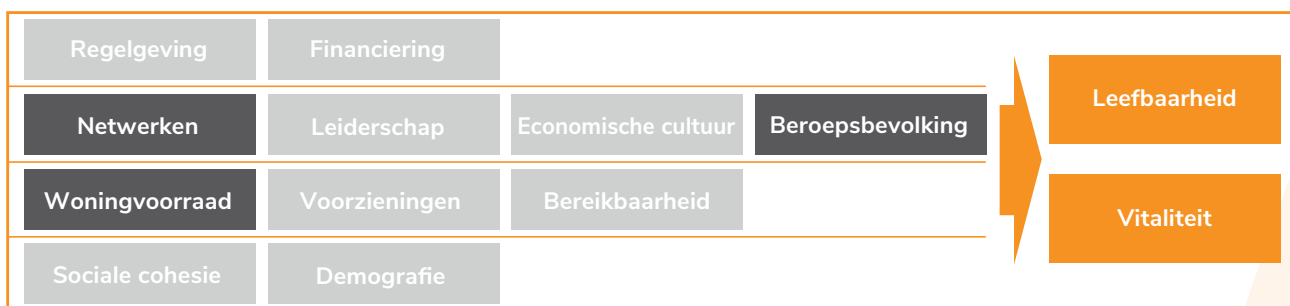 Regelgeving
Financiering
Netwerken
Leiderschap
Economische cultuur
Beroepsbevolking
Woningvoorraad
Voorzieningen
Bereikbaarheid
Sociale cohesie
Demografie
Leefbaarheid
Vitaliteit